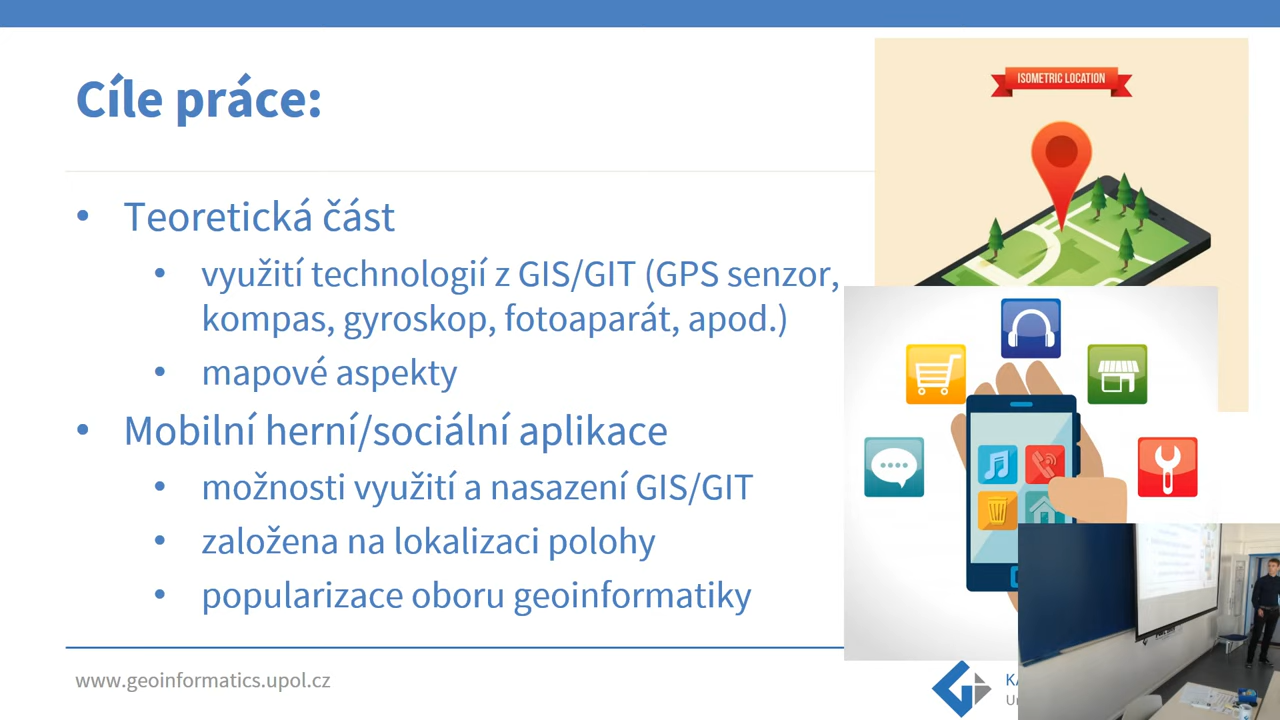 Cíle práce:
ISOMETRIC LOCATION
• Teoretická část
• využití technologií z GIS/GIT (GPS senzor,
kompas, gyroskop, fotoaparát, apod.)
• mapové aspekty
• Mobilní herní/sociální aplikace
• možnosti využití a nasazení GIS/GIT
• založena na lokalizaci polohy
• popularizace oboru geoinformatiky
www.geoinformatics.upol.cz